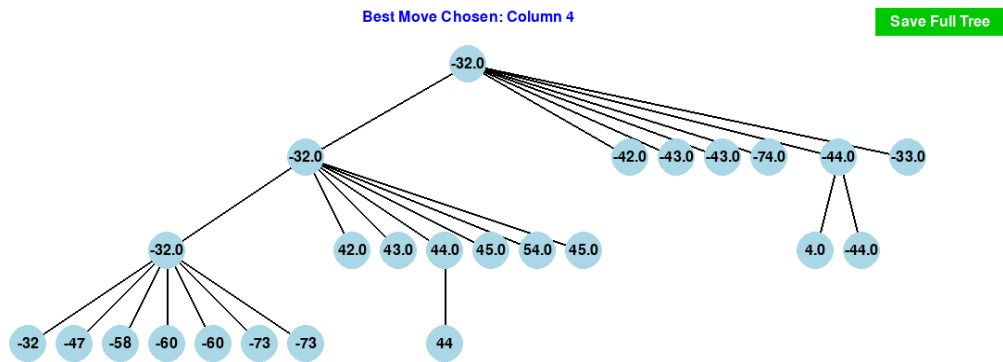 Best Move Chosen: Column 4
Save Full Tree
-32.0
-32.0 -42.0 -43.0 -43.0 -74.0 -44.0 -33.0
-32.0 42.0 43.0 44.0 45.0 54.0 45.0 4.0 -44.0
-32 -47 -58 -60 -60 -73 -73 44